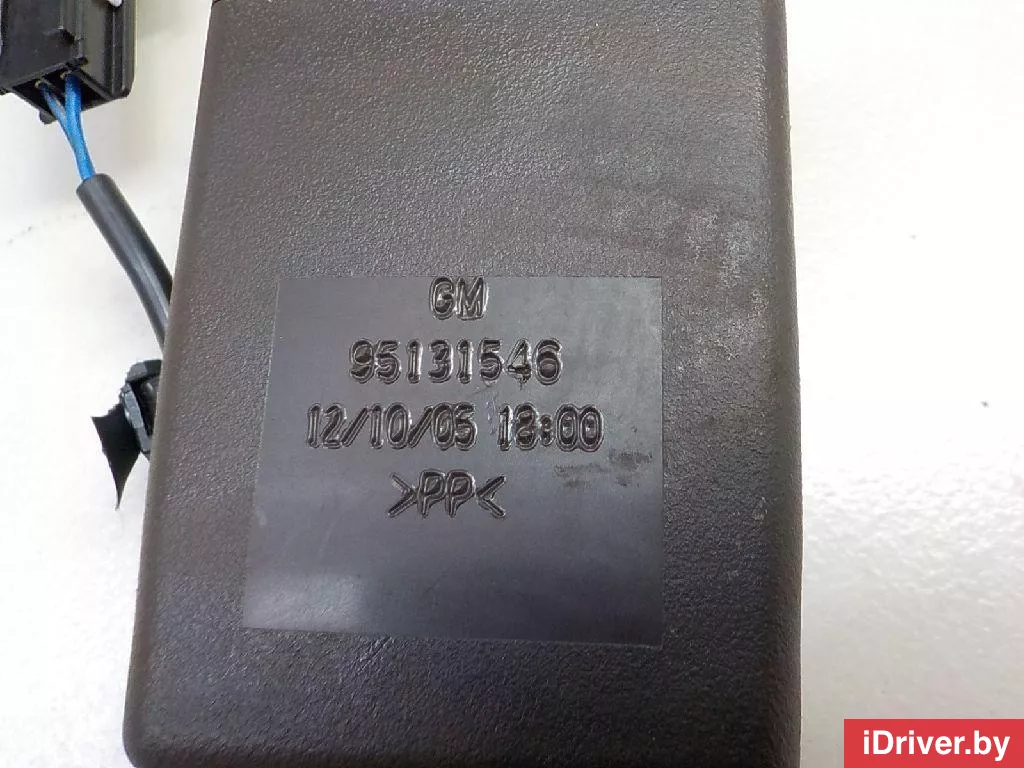 GM
95131546
12/10/05 18:00
>PP<
iDriver.by